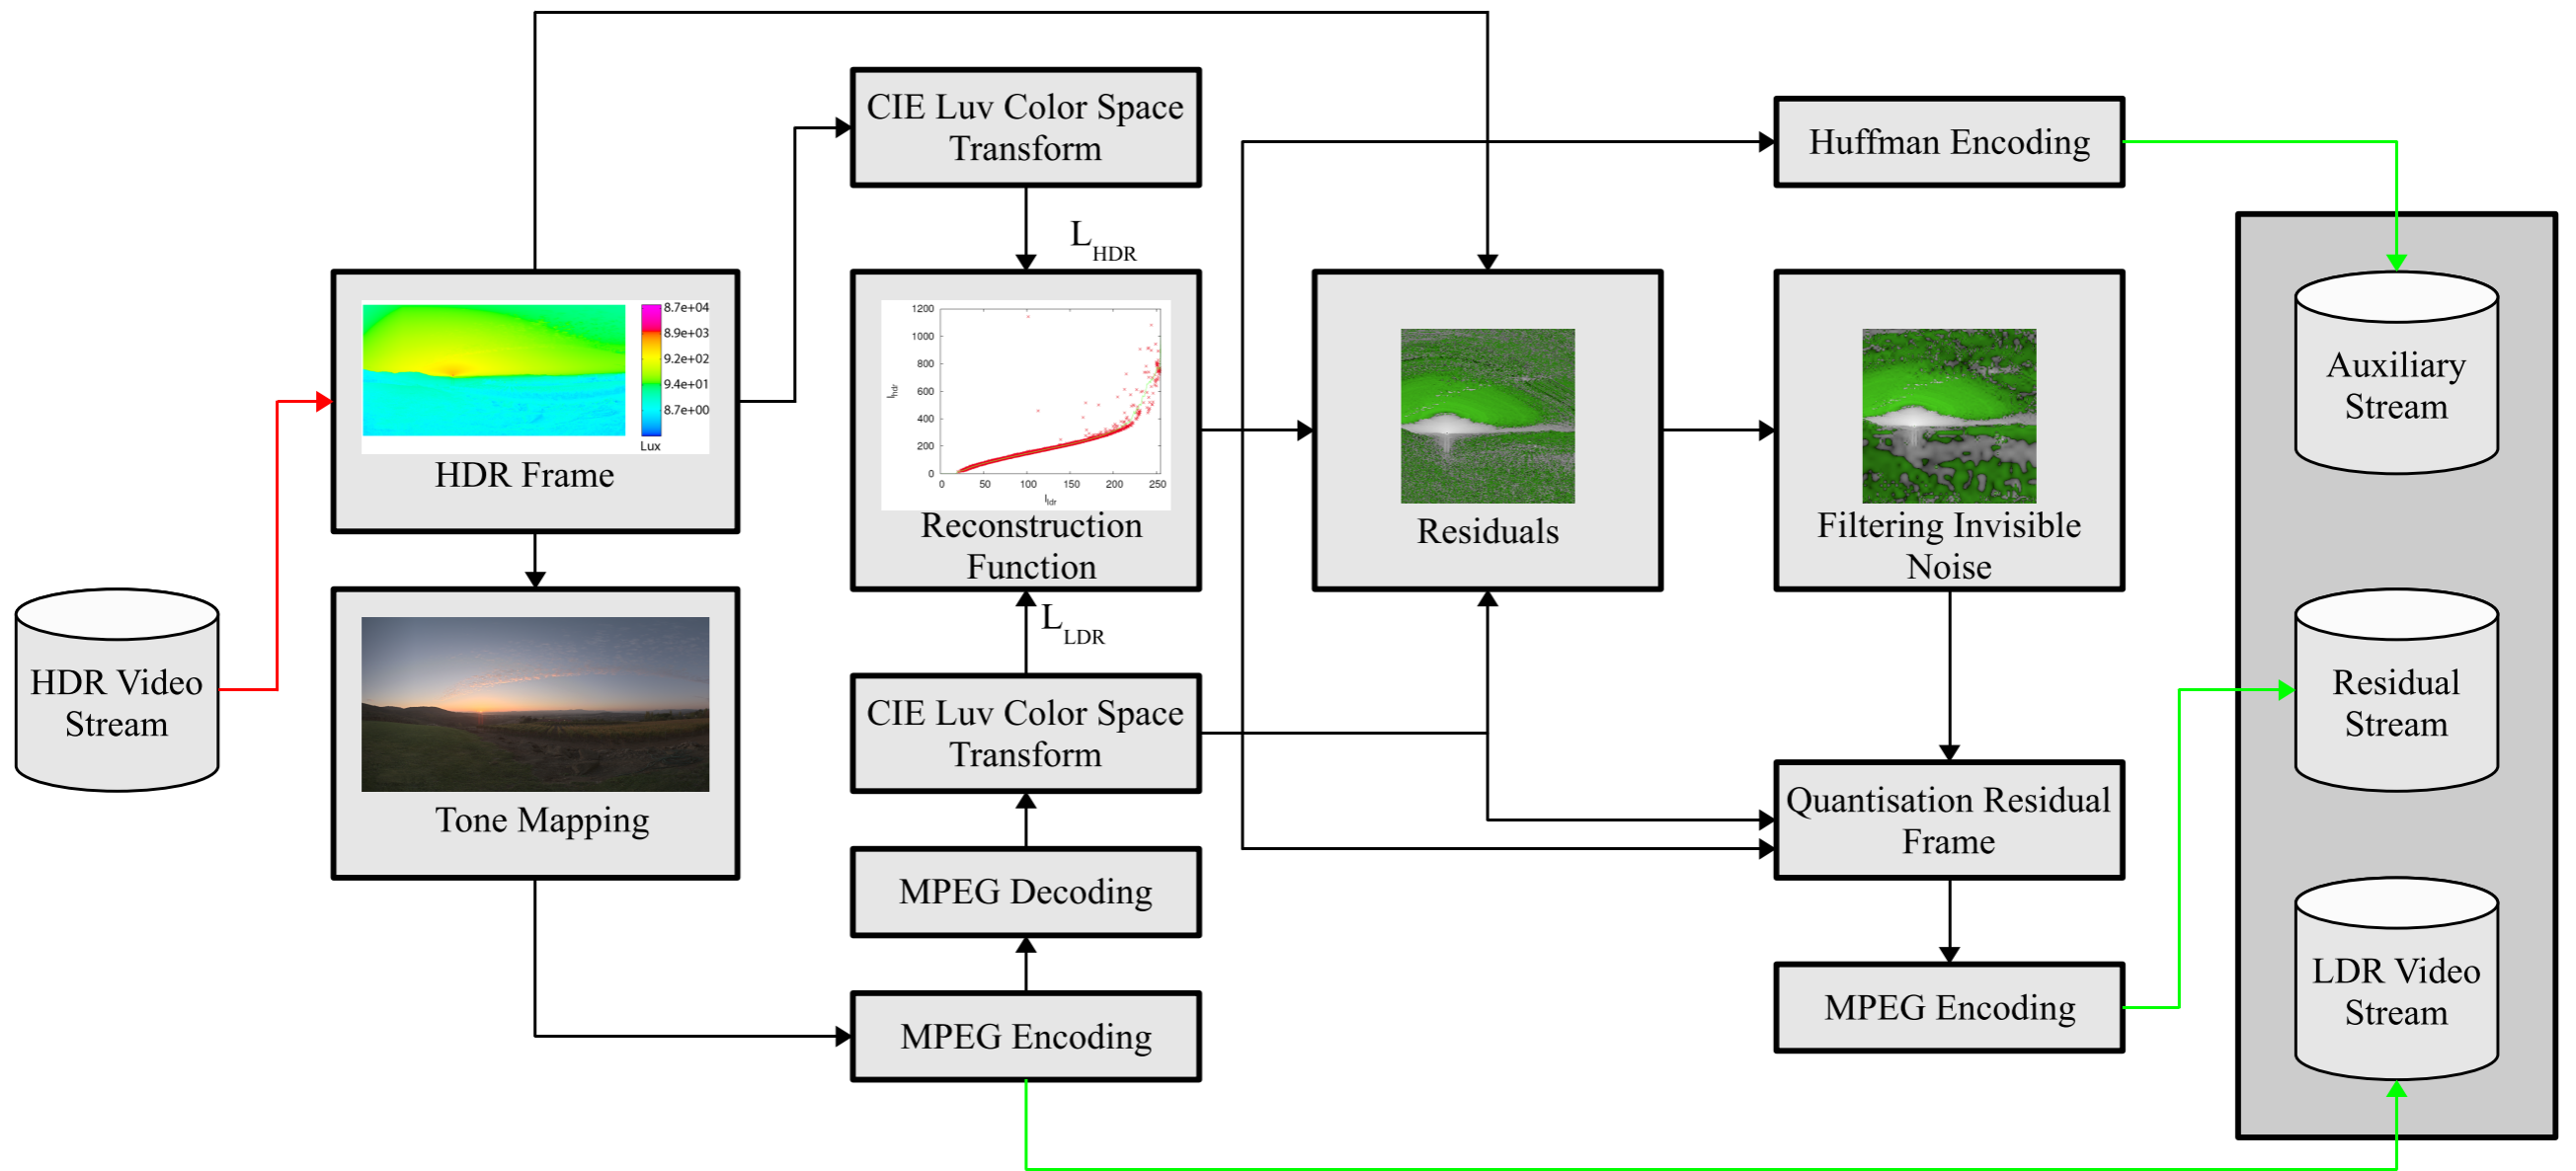 CIE Luv Color Space
Transform
Huffman Encoding
L HDR
8.7e+04
8.9e+03
9.2e+02
9.4e+01
8.7e+00
Lux
HDR Frame
1200
1000
800
600
400
200
0
0 50 100 150 200 250
l hdr
l ldr
Reconstruction
Function
Residuals
Filtering Invisible
Noise
Auxiliary
Stream
HDR Video
Stream
Tone Mapping
L LDR
CIE Luv Color Space
Transform
Residual
Stream
Quantisation Residual
Frame
MPEG Decoding
MPEG Encoding
MPEG Encoding
LDR Video
Stream